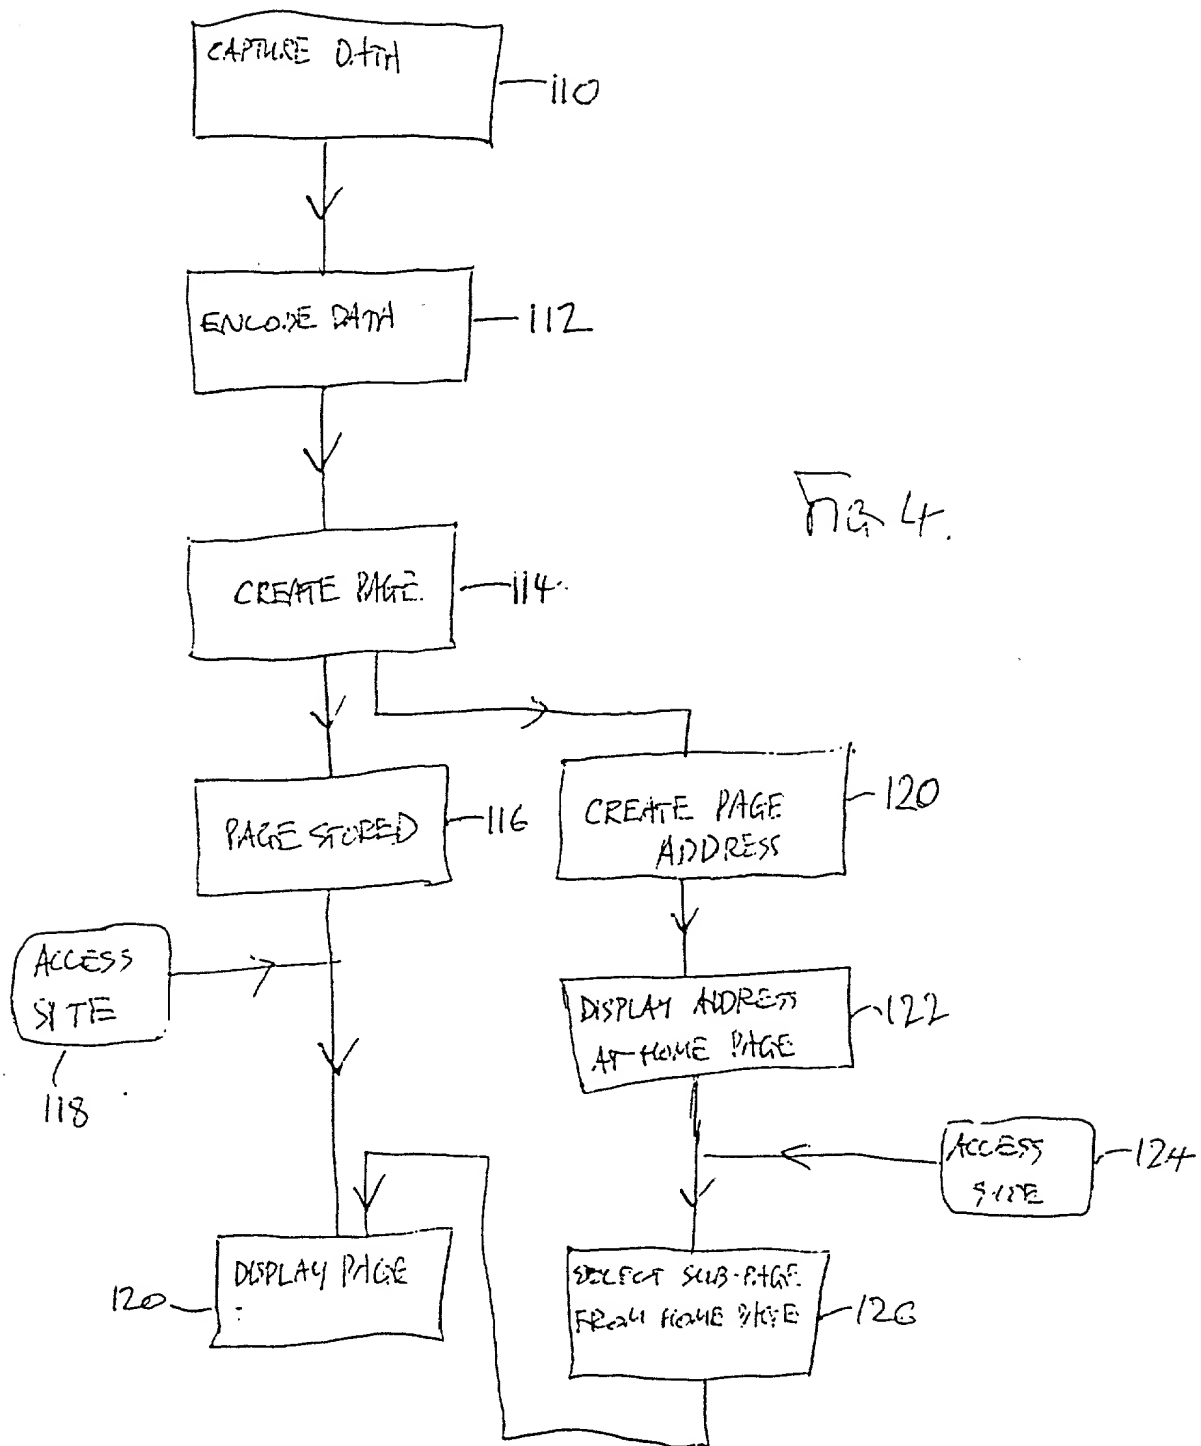 CAPTURE DATA
110
ENCODE DATA
112
FIG 4.
CREATE PAGE.
114.
PAGE STORED
116
CREATE PAGE
ADDRESS
120
ACCESS
SITE
118
DISPLAY ADDRESS
AT HOME PAGE
122
ACCESS
SITE
124
DISPLAY PAGE
120
SELECT SUB-PAGE
FROM HOME PAGE
126